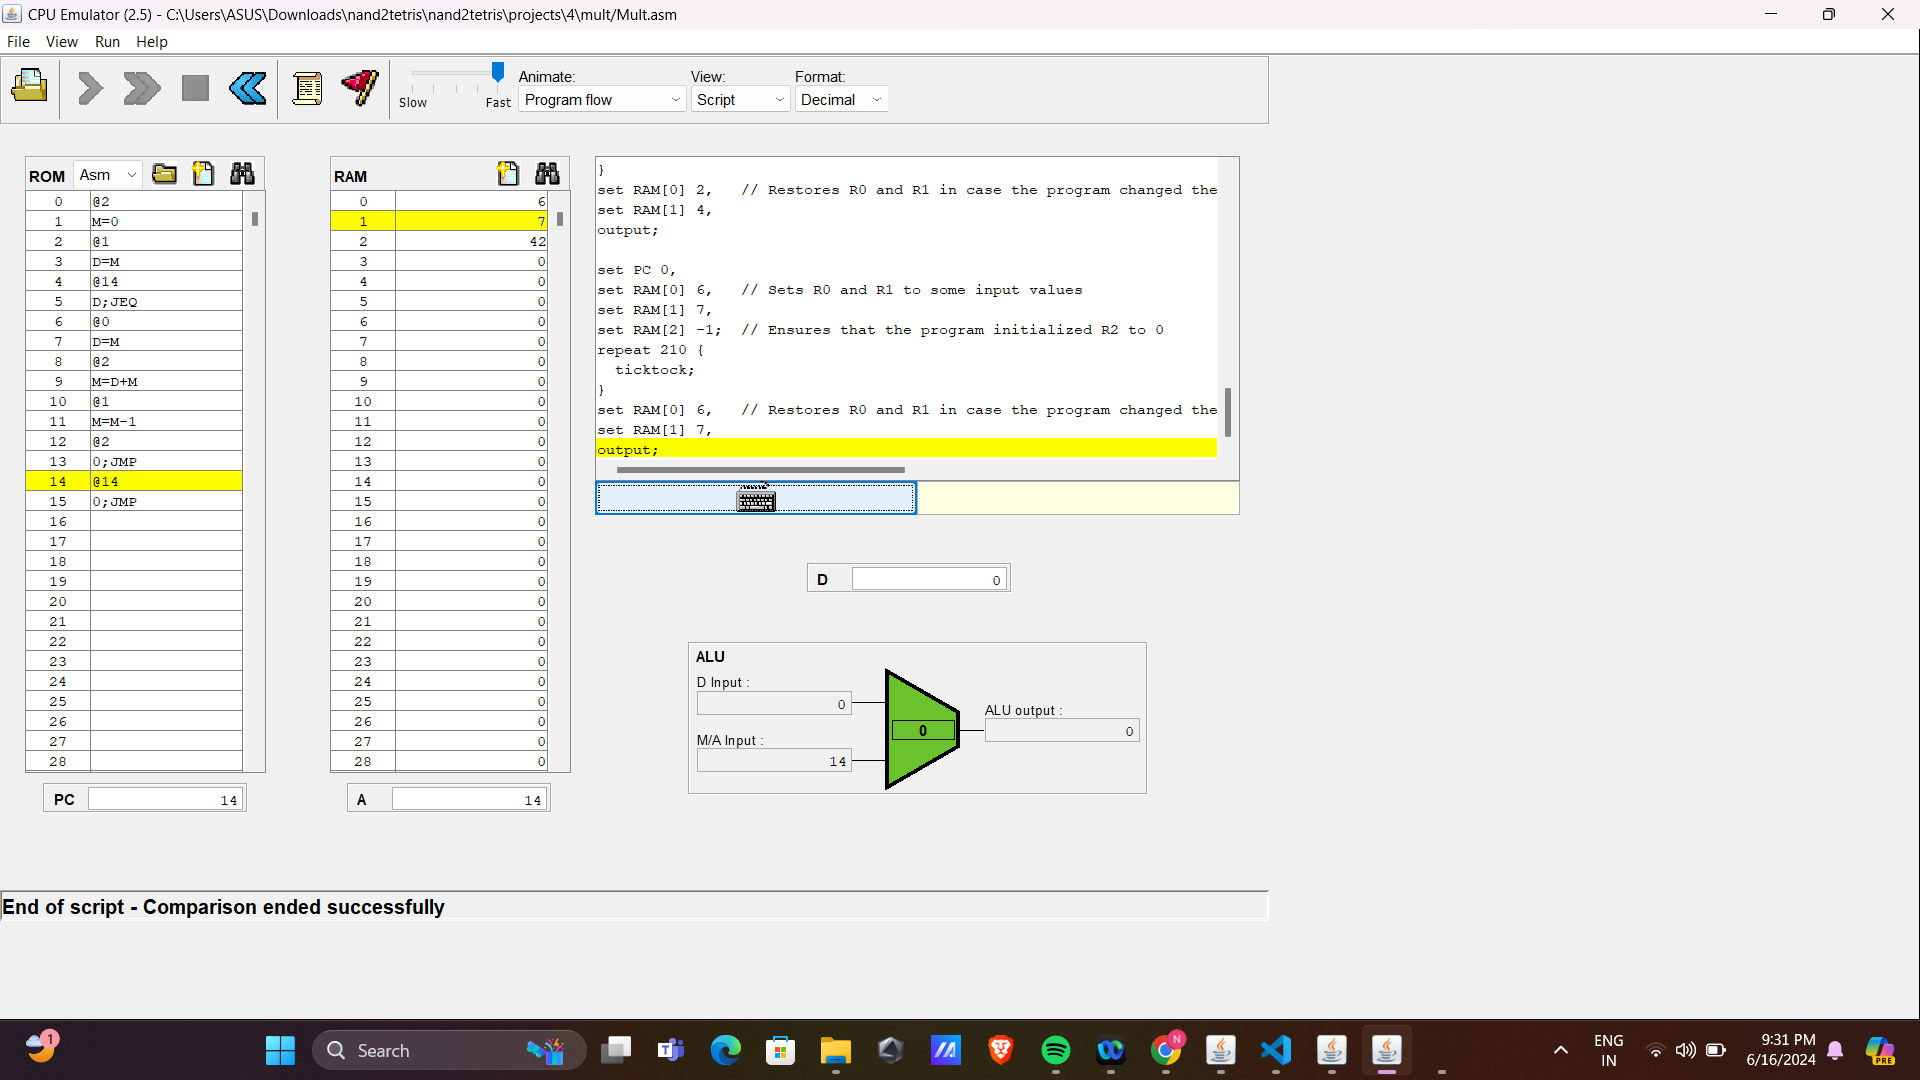 CPU Emulator (2.5) - C:\Users\ASUS\Downloads\nand2tetris\nand2tetris\projects\4\mult/Mult.asm
File View Run Help
Slow Fast
Animate:
Program flow
View:
Script
Format:
Decimal
ROM Asm
0 @2
1 M=0
2 @1
3 D=M
4 @14
5 D;JEQ
6 @0
7 D=M
8 @2
9 M=D+M
10 @1
11 M=M-1
12 @2
13 0;JMP
14 @14
15 0;JMP
16
17
18
19
20
21
22
23
24
25
26
27
28
PC 14
RAM
0 6
1 7
2 42
3 0
4 0
5 0
6 0
7 0
8 0
9 0
10 0
11 0
12 0
13 0
14 0
15 0
16 0
17 0
18 0
19 0
20 0
21 0
22 0
23 0
24 0
25 0
26 0
27 0
28 0
A 14
}
set RAM[0] 2,   // Restores R0 and R1 in case the program changed the
set RAM[1] 4,
output;
set PC 0,
set RAM[0] 6,   // Sets R0 and R1 to some input values
set RAM[1] 7,
set RAM[2] -1;  // Ensures that the program initialized R2 to 0
repeat 210 {
ticktock;
}
set RAM[0] 6,   // Restores R0 and R1 in case the program changed the
set RAM[1] 7,
output;
D 0
ALU
D Input :
0
M/A Input :
14
0
ALU output :
0
End of script - Comparison ended successfully
1
Search
N
ENG
IN
9:31 PM
6/16/2024
PRE